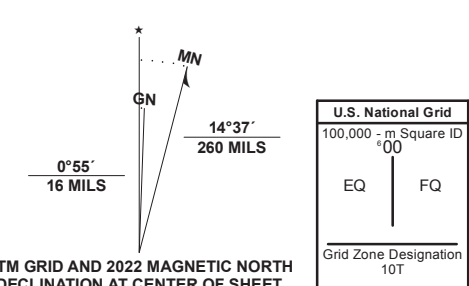 ★
MN
GN
14°37´
260 MILS
0°55´
16 MILS
TM GRID AND 2022 MAGNETIC NORTH
DECLINATION AT CENTER OF SHEET
U.S. National Grid
100,000 - m Square ID
⁶00
EQ FQ
Grid Zone Designation
10T